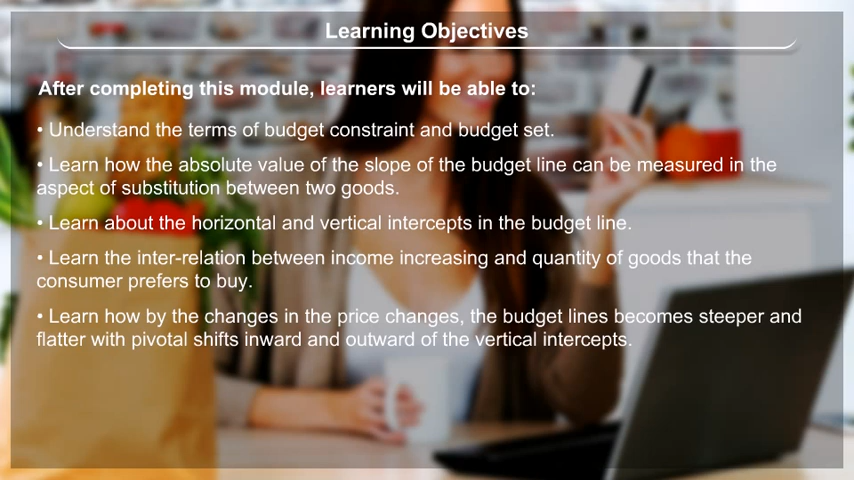 Learning Objectives
After completing this module, learners will be able to:
• Understand the terms of budget constraint and budget set.
• Learn how the absolute value of the slope of the budget line can be measured in the
aspect of substitution between two goods.
• Learn about the horizontal and vertical intercepts in the budget line.
• Learn the inter-relation between income increasing and quantity of goods that the
consumer prefers to buy.
• Learn how by the changes in the price changes, the budget lines becomes steeper and
flatter with pivotal shifts inward and outward of the vertical intercepts.